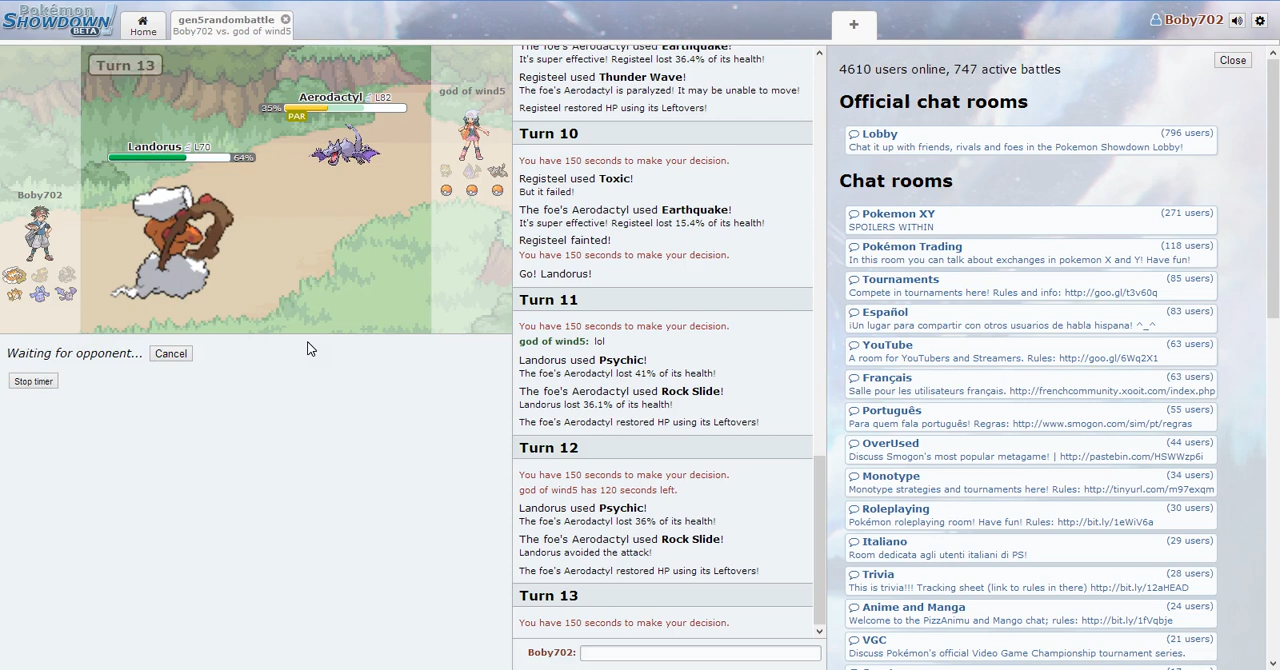 Pokémon
SHOWDOWN!
BETA
Home
gen5randombattle
Boby702 vs. god of wind5
+
Boby702
Turn 13
Aerodactyl L82
35%
PAR
god of wind5
Landorus L70
64%
Boby702
Waiting for opponent... Cancel
Stop timer
The foe's Aerodactyl used Earthquake!
It's super effective! Registeel lost 36.4% of its health!
Registeel used Thunder Wave!
The foe's Aerodactyl is paralyzed! It may be unable to move!
Registeel restored HP using its Leftovers!
Turn 10
You have 150 seconds to make your decision.
Registeel used Toxic!
But it failed!
The foe's Aerodactyl used Earthquake!
It's super effective! Registeel lost 15.4% of its health!
Registeel fainted!
You have 150 seconds to make your decision.
Go! Landorus!
Turn 11
You have 150 seconds to make your decision.
god of wind5: lol
Landorus used Psychic!
The foe's Aerodactyl lost 41% of its health!
The foe's Aerodactyl used Rock Slide!
Landorus lost 36.1% of its health!
The foe's Aerodactyl restored HP using its Leftovers!
Turn 12
You have 150 seconds to make your decision.
god of wind5 has 120 seconds left.
Landorus used Psychic!
The foe's Aerodactyl lost 36% of its health!
The foe's Aerodactyl used Rock Slide!
Landorus avoided the attack!
The foe's Aerodactyl restored HP using its Leftovers!
Turn 13
You have 150 seconds to make your decision.
Boby702:
Close
4610 users online, 747 active battles
Official chat rooms
Lobby (796 users)
Chat it up with friends, rivals and foes in the Pokemon Showdown Lobby!
Chat rooms
Pokemon XY (271 users)
SPOILERS WITHIN
Pokémon Trading (118 users)
In this room you can talk about exchanges in pokemon X and Y! Have fun!
Tournaments (85 users)
Compete in tournaments here! Rules and info: http://goo.gl/t3v60q
Español (83 users)
¡Un lugar para compartir con otros usuarios de habla hispana! ^_^
YouTube (63 users)
A room for YouTubers and Streamers. Rules: http://goo.gl/6Wq2X1
Français (63 users)
Salle pour les utilisateurs français. http://frenchcommunity.xooit.com/index.php
Português (55 users)
Para quem fala português! Regras: http://www.smogon.com/sim/pt/regras
OverUsed (44 users)
Discuss Smogon's most popular metagame! | http://pastebin.com/HSWWzp6i
Monotype (34 users)
Monotype strategies and tournaments here! Rules: http://tinyurl.com/m97exqm
Roleplaying (30 users)
Pokémon roleplaying room! Have fun! Rules: http://bit.ly/1eWiV6a
Italiano (29 users)
Room dedicata agli utenti italiani di PS!
Trivia (28 users)
This is trivia!!! Tracking sheet (link to rules in there) http://bit.ly/12aHEAD
Anime and Manga (24 users)
Welcome to the PizzAnimu and Mango chat; rules: http://bit.ly/1fVqbje
VGC (21 users)
Discuss Pokémon's official Video Game Championship tournament series.